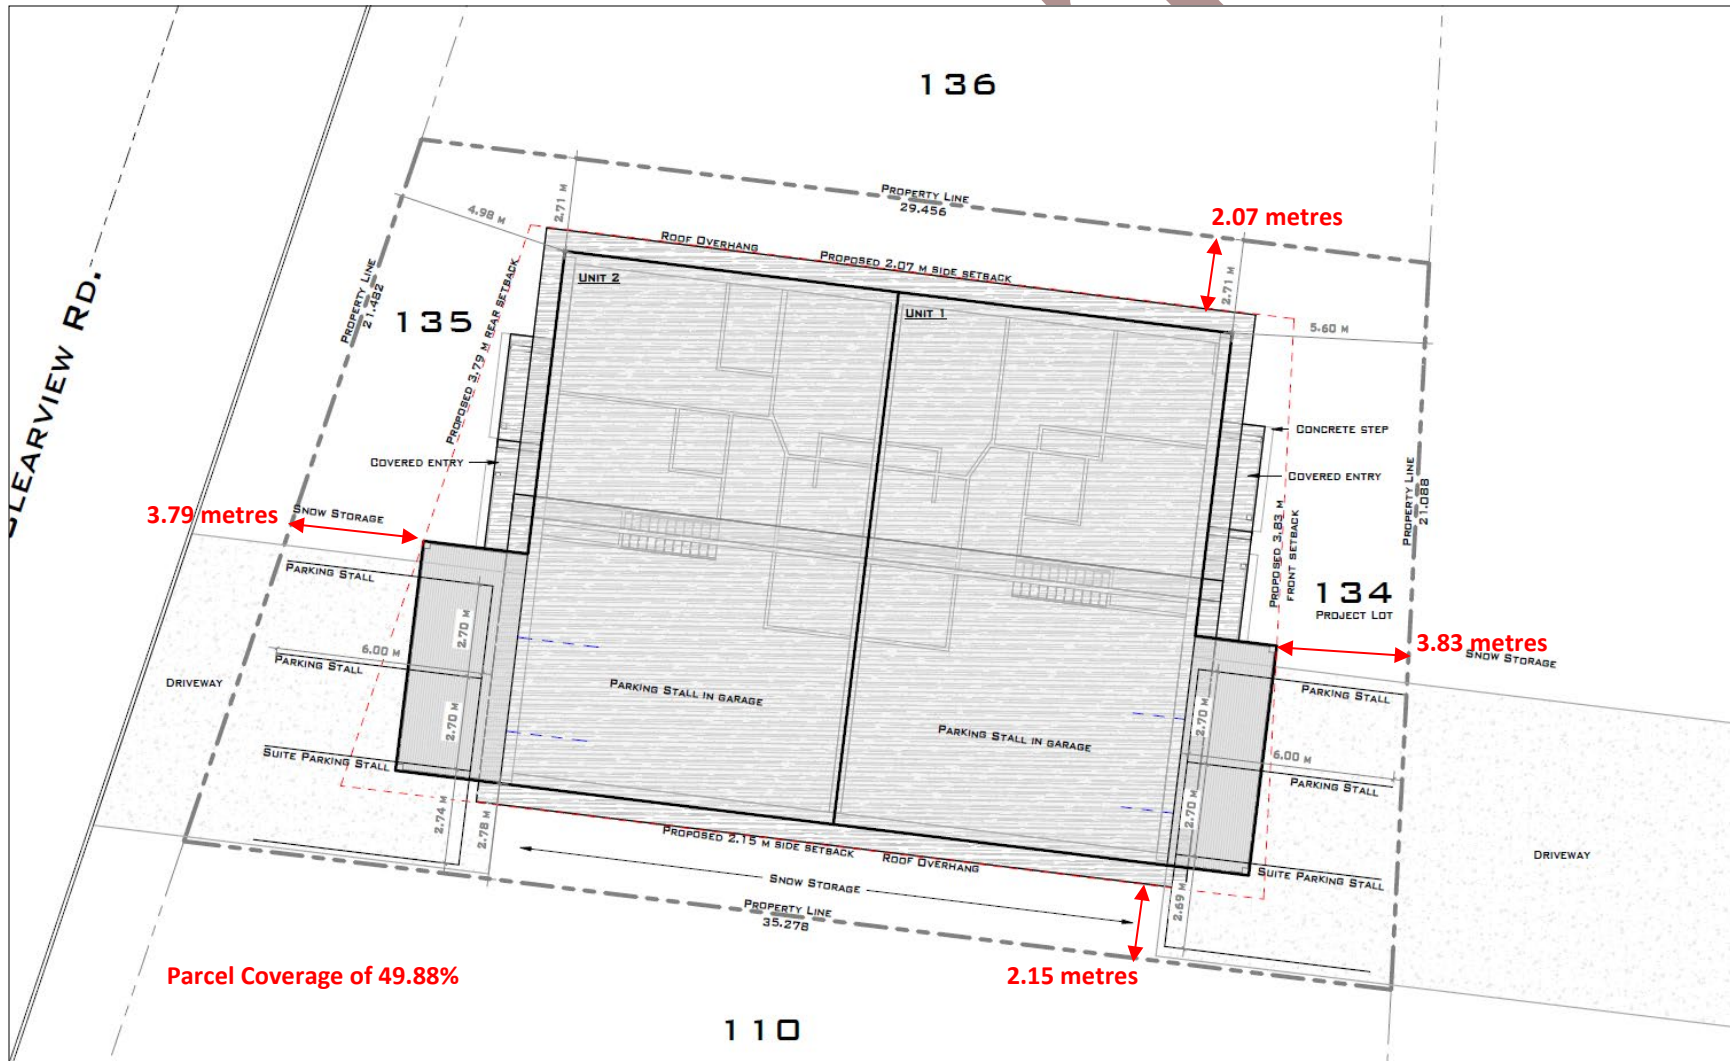 136
PROPERTY LINE
29.456
2.07 metres
4.98 M
2.71 M
ROOF OVERHANG
PROPOSED 2.07 M SIDE SETBACK
2.71 M
UNIT 2
UNIT 1
5.60 M
PROPERTY LINE
21.482
135
PROPOSED 3.79 M REAR SETBACK
CLEARVIEW RD.
CONCRETE STEP
COVERED ENTRY
COVERED ENTRY
PROPERTY LINE
21.088
3.79 metres
SNOW STORAGE
PROPOSED 3.83 M
FRONT SETBACK
PARKING STALL
134
PROJECT LOT
3.83 metres
SNOW STORAGE
2.70 M
6.00 M
PARKING STALL
DRIVEWAY
PARKING STALL IN GARAGE
PARKING STALL
2.70 M
2.70 M
PARKING STALL IN GARAGE
SUITE PARKING STALL
6.00 M
PARKING STALL
2.74 M
2.78 M
2.70 M
PROPOSED 2.15 M SIDE SETBACK
ROOF OVERHANG
DRIVEWAY
SNOW STORAGE
SUITE PARKING STALL
2.69 M
PROPERTY LINE
35.278
Parcel Coverage of 49.88%
2.15 metres
110